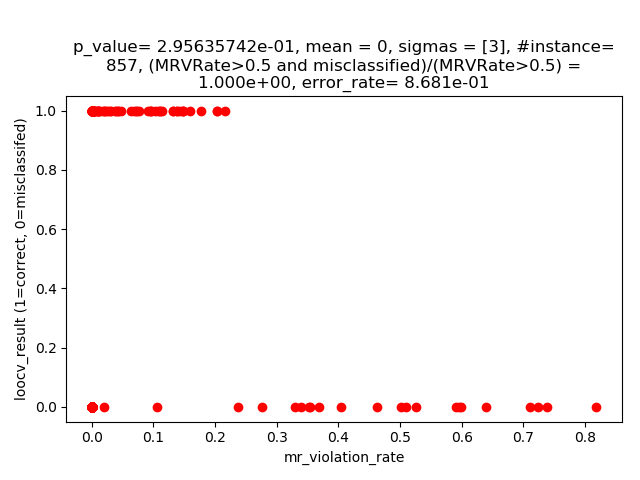 p_value= 2.95635742e-01, mean = 0, sigmas = [3], #instance=
857, (MRVRate>0.5 and misclassified)/(MRVRate>0.5) =
1.000e+00, error_rate= 8.681e-01
loocv_result (1=correct, 0=misclassifed)
1.0
0.8
0.6
0.4
0.2
0.0
0.0 0.1 0.2 0.3 0.4 0.5 0.6 0.7 0.8
mr_violation_rate